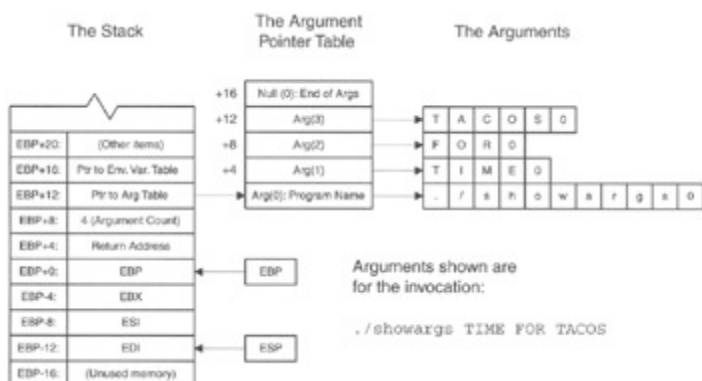 The Stack
The Argument
Pointer Table
The Arguments
+16 Null (0): End of Args
+12 Arg(3) T A C O S 0
EBP+20: (Other items) +8 Arg(2) F O R 0
EBP+16: Ptr to Env. Var. Table +4 Arg(1) T I M E 0
EBP+12: Ptr to Arg Table Arg(0): Program Name . / s h o w a r g s 0
EBP+8: 4 (Argument Count)
EBP+4: Return Address
EBP+0: EBP EBP
EBP-4: EBX
EBP-8: ESI
EBP-12: EDI ESP
EBP-16: (Unused memory)
Arguments shown are
for the invocation:
./showargs TIME FOR TACOS